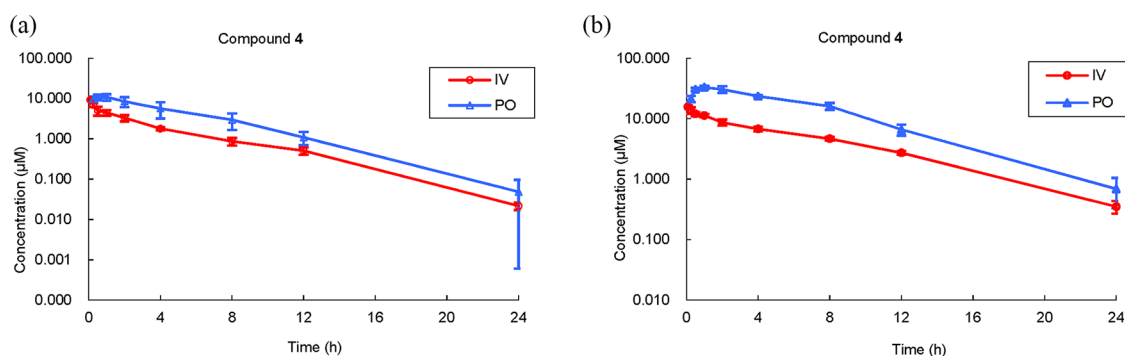 (a)
Compound 4
100.000
10.000
1.000
0.100
0.010
0.001
0.000
Concentration (µM)
0 4 8 12 16 20 24
Time (h)
IV
PO
(b)
Compound 4
100.000
10.000
1.000
0.100
0.010
Concentration (µM)
0 4 8 12 16 20 24
Time (h)
IV
PO